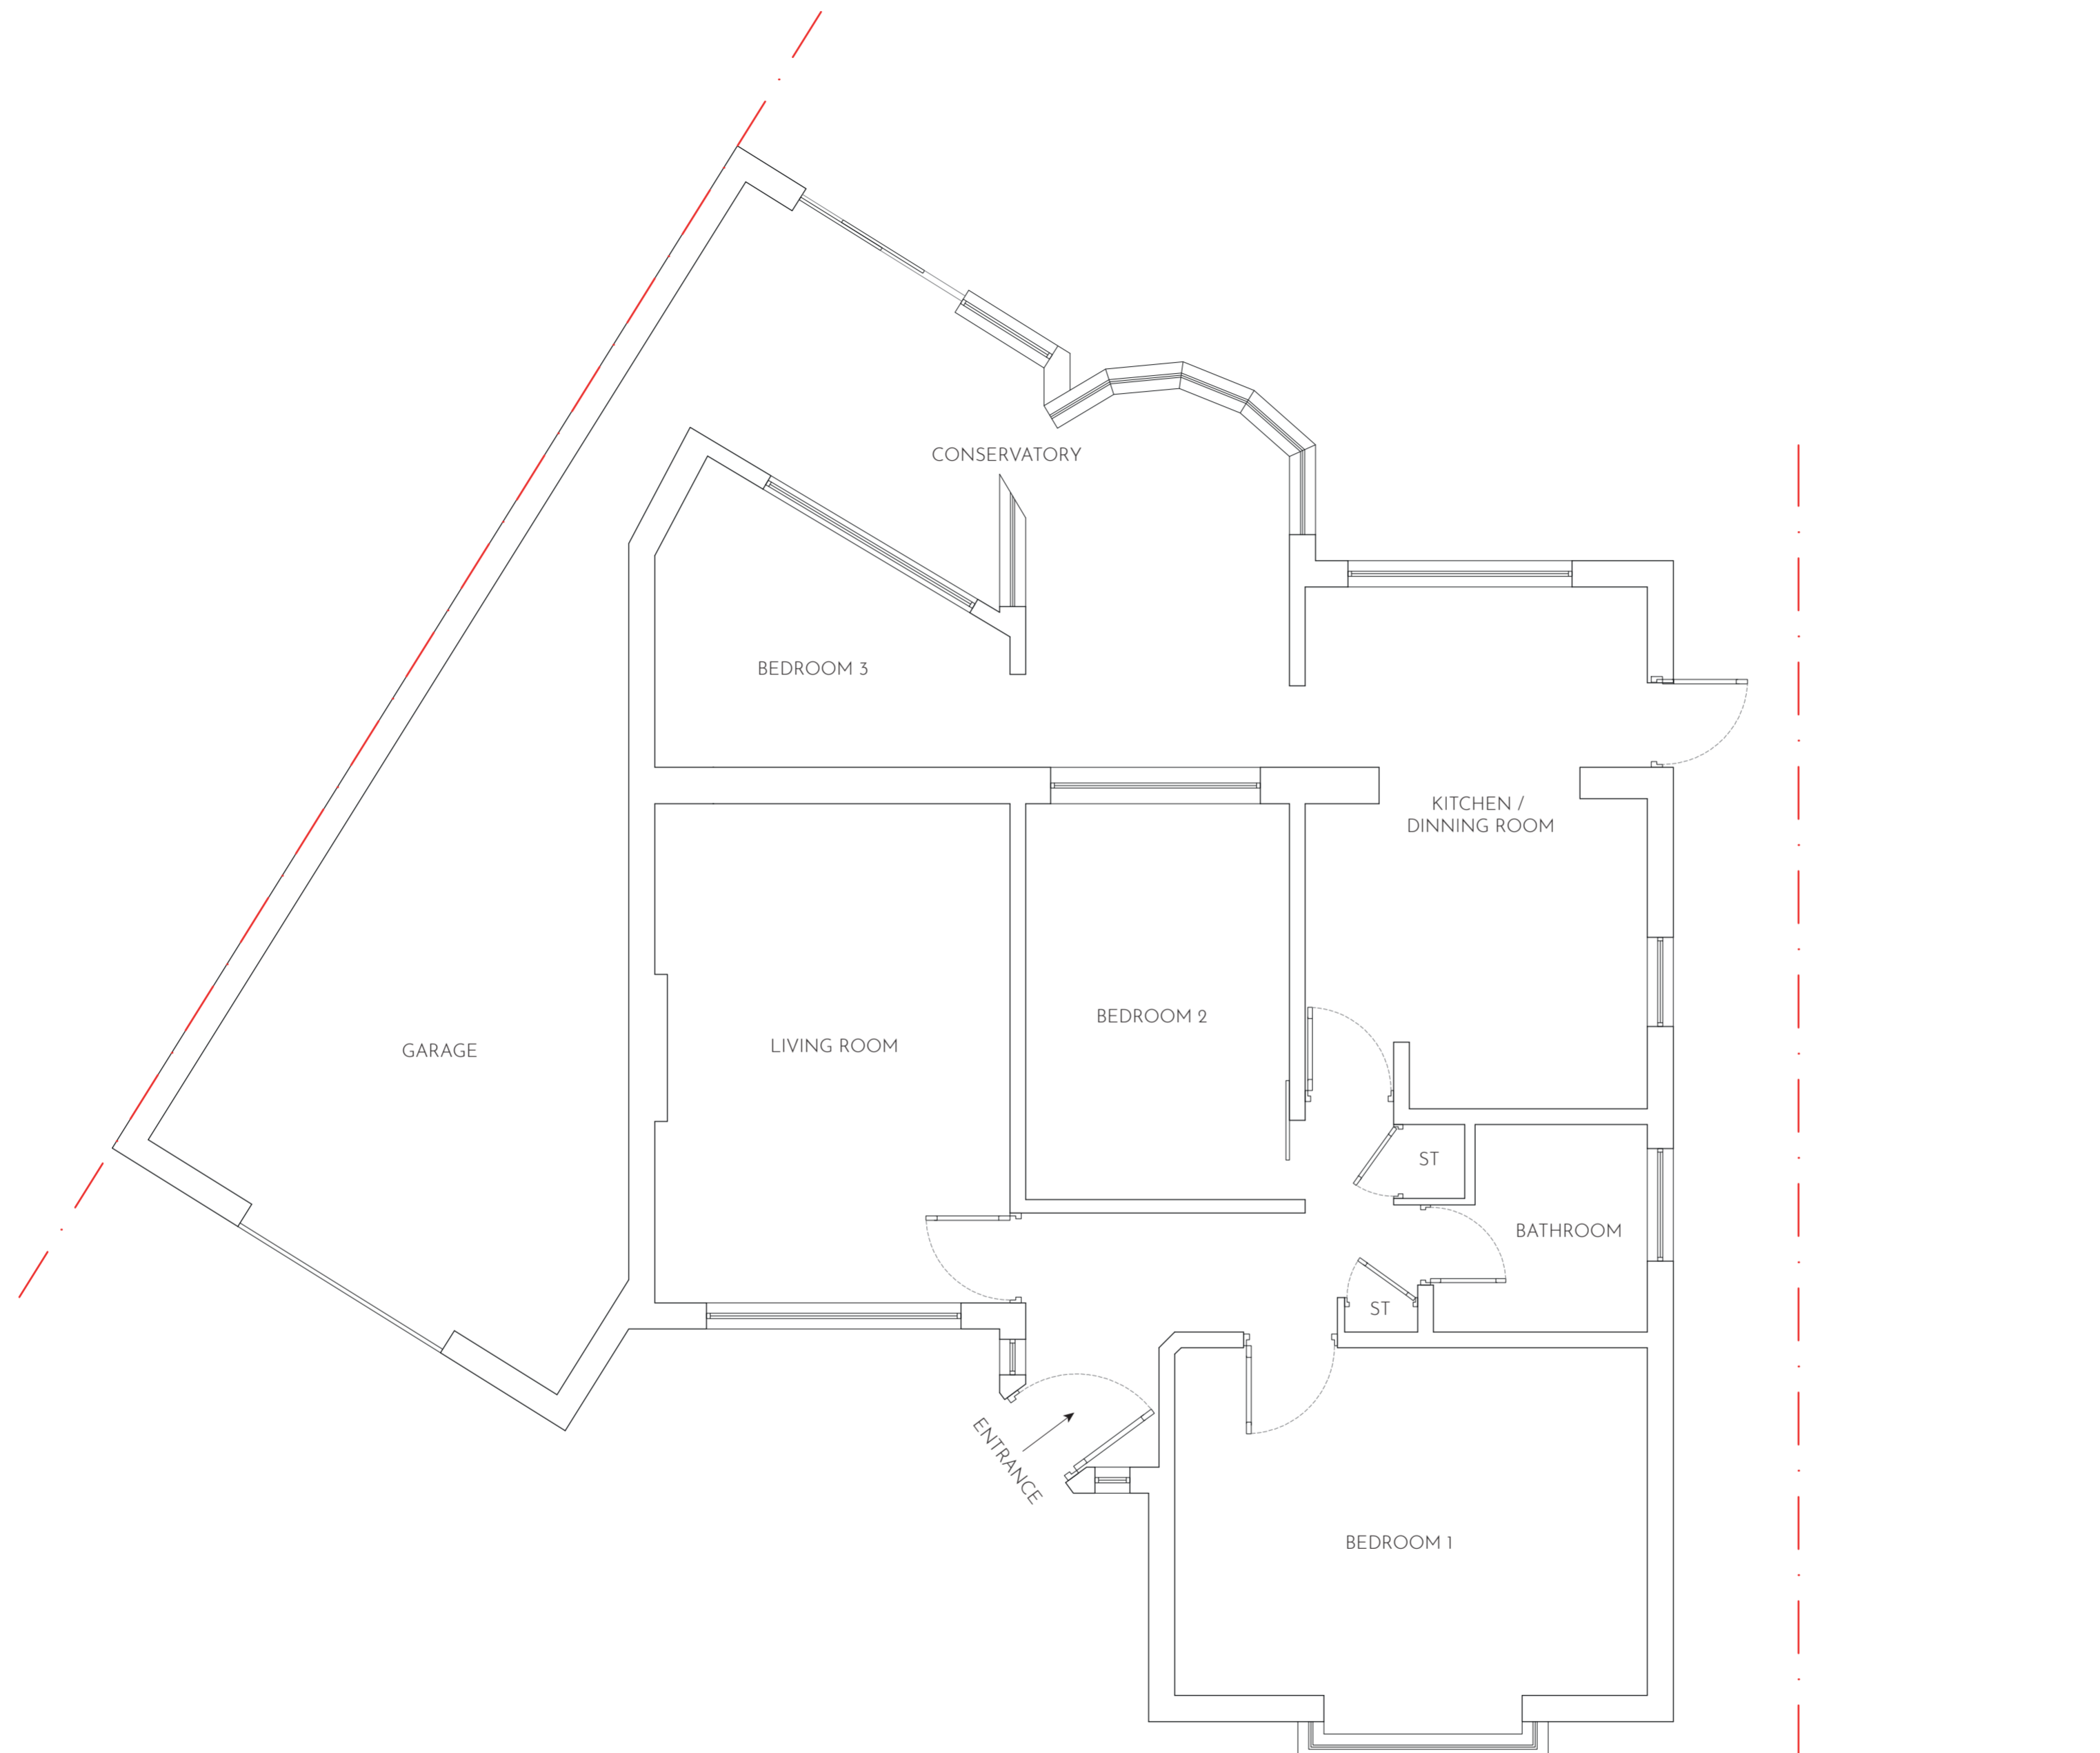 CONSERVATORY
BEDROOM 3
KITCHEN /
DINNING ROOM
BEDROOM 2
LIVING ROOM
GARAGE
ST
BATHROOM
ST
ENTRANCE
BEDROOM 1